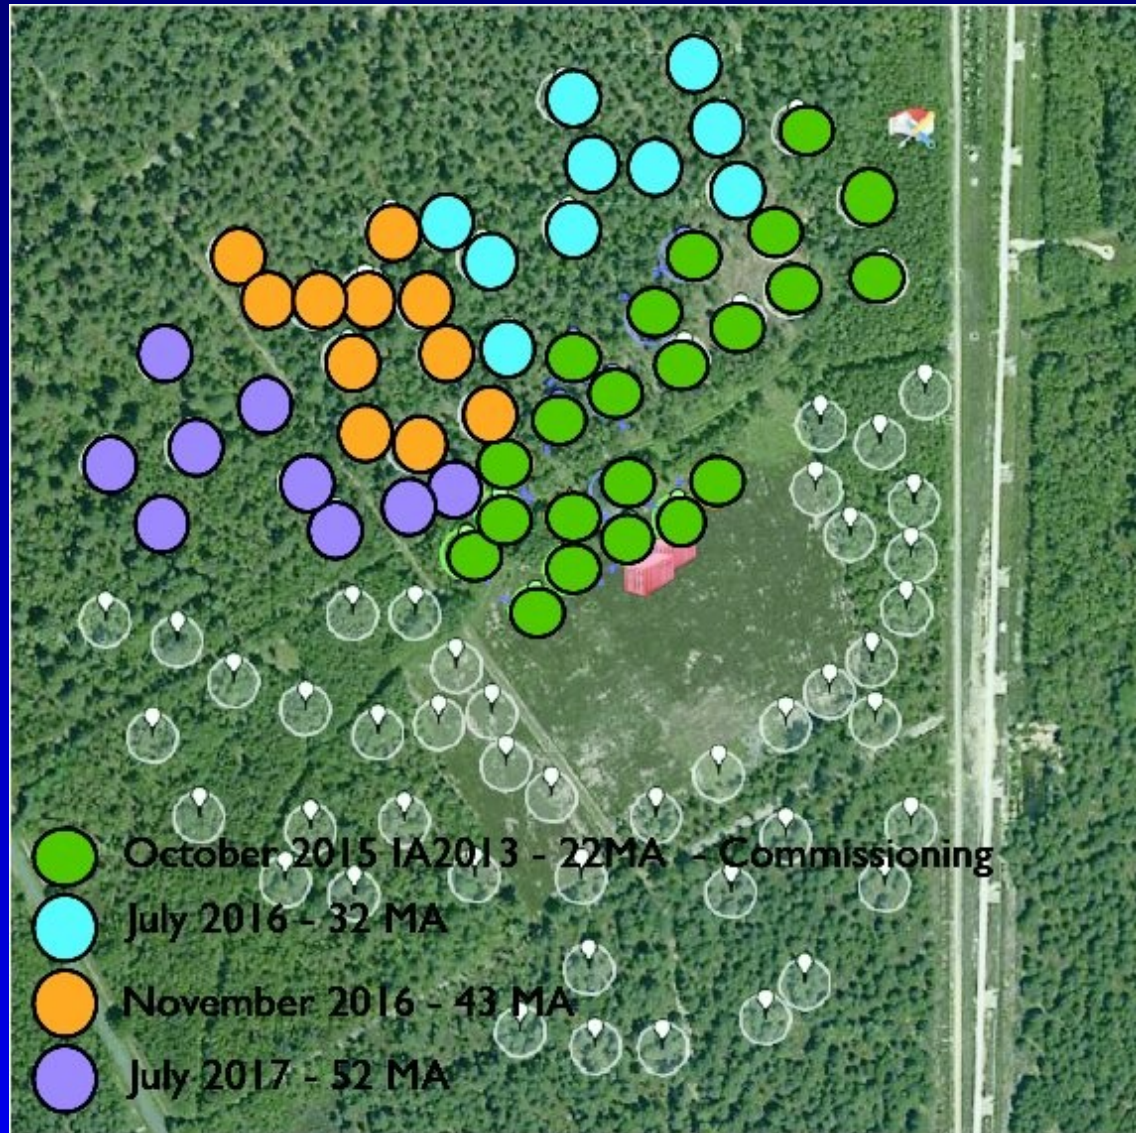 October 2015 IA2013 - 22MA - Commissioning
July 2016 - 32 MA
November 2016 - 43 MA
July 2017 - 52 MA